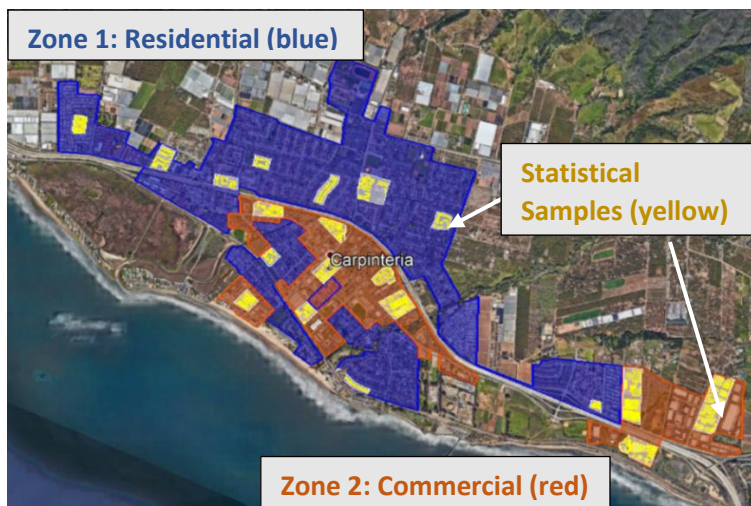 Zone 1: Residential (blue)
Statistical
Samples (yellow)
Carpinteria
Zone 2: Commercial (red)